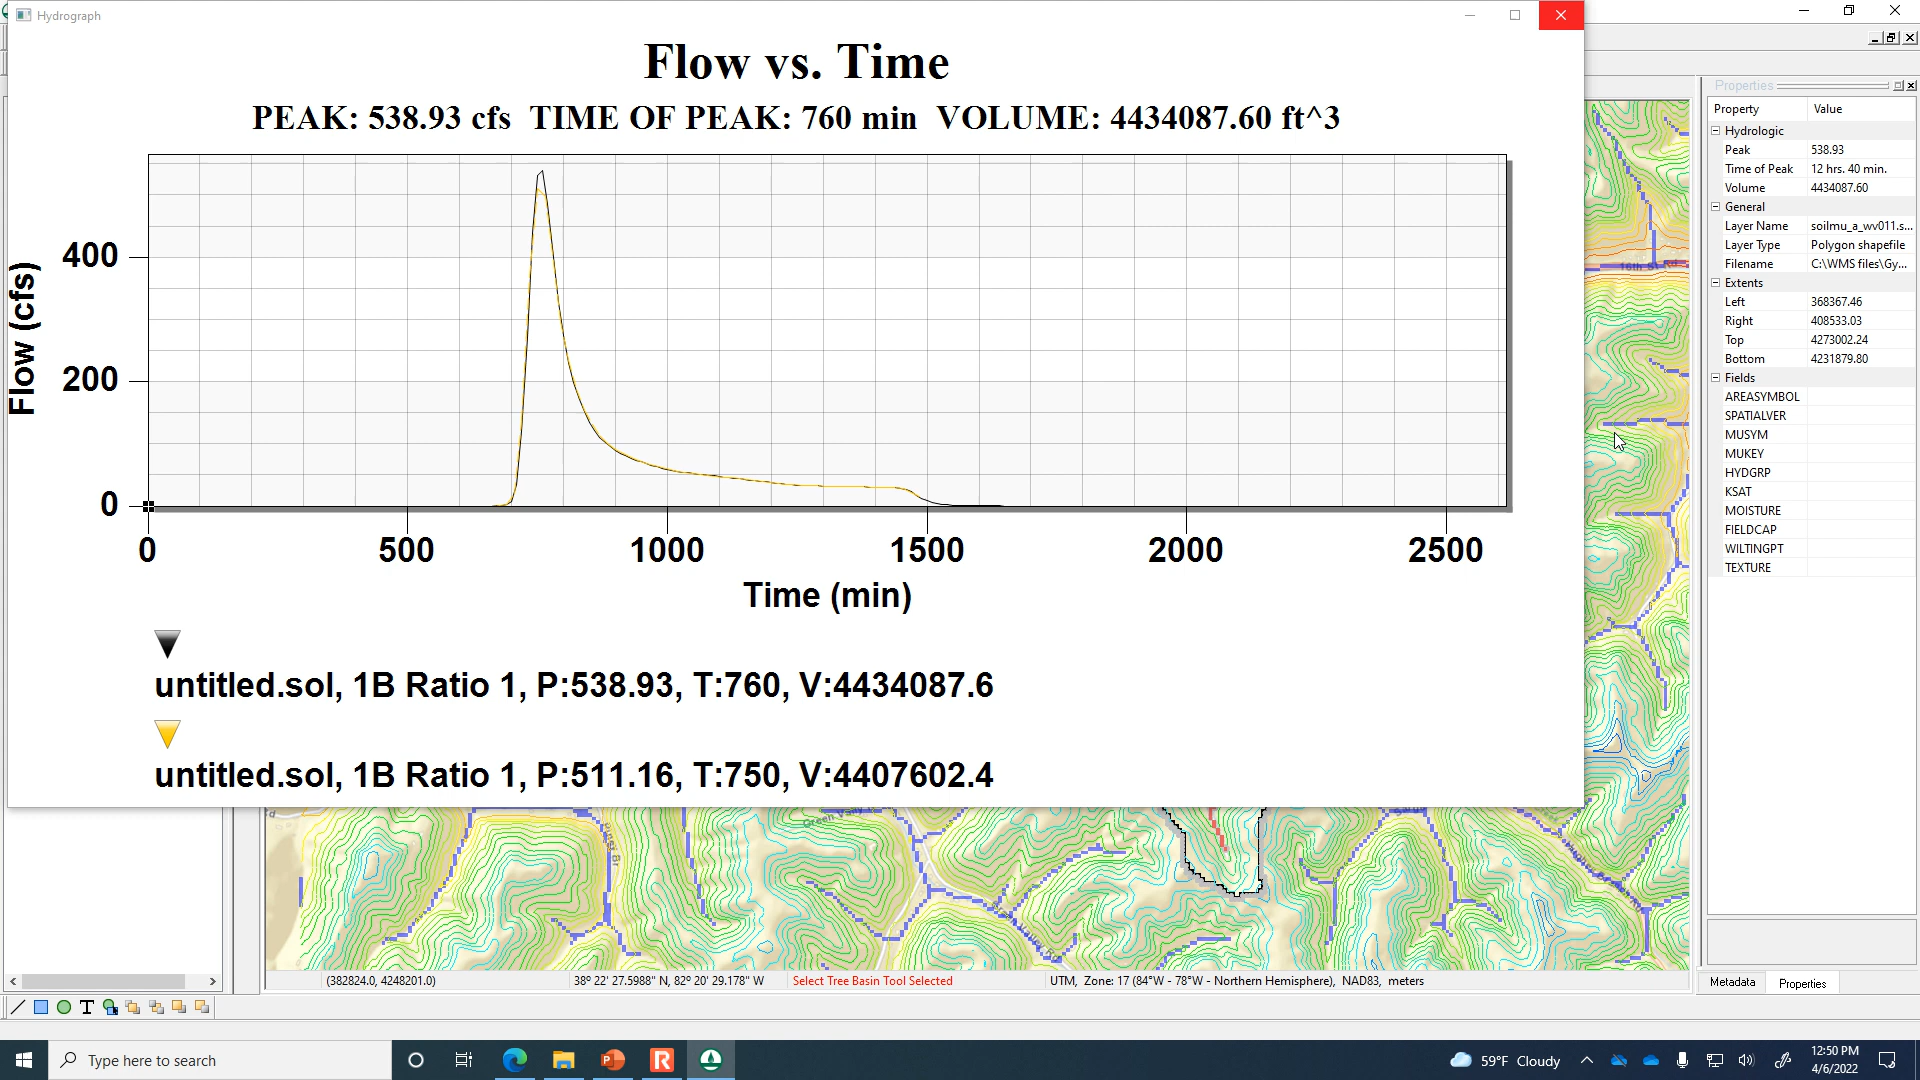 Hydrograph
Flow vs. Time
PEAK: 538.93 cfs  TIME OF PEAK: 760 min  VOLUME: 4434087.60 ft^3
Flow (cfs)
400
200
0
0 500 1000 1500 2000 2500
Time (min)
untitled.sol, 1B Ratio 1, P:538.93, T:760, V:4434087.6
untitled.sol, 1B Ratio 1, P:511.16, T:750, V:4407602.4
Properties
Property Value
Hydrologic
Peak 538.93
Time of Peak 12 hrs. 40 min.
Volume 4434087.60
General
Layer Name soilmu_a_wv011.s...
Layer Type Polygon shapefile
Filename C:\WMS files\Gy...
Extents
Left 368367.46
Right 408533.03
Top 4273002.24
Bottom 4231879.80
Fields
AREASYMBOL
SPATIALVER
MUSYM
MUKEY
HYDGRP
KSAT
MOISTURE
FIELDCAP
WILTINGPT
TEXTURE
Metadata Properties
(382824.0, 4248201.0) 38° 22' 27.5988" N, 82° 20' 29.178" W Select Tree Basin Tool Selected UTM, Zone: 17 (84°W - 78°W - Northern Hemisphere), NAD83, meters
Type here to search
59°F Cloudy
12:50 PM
4/6/2022